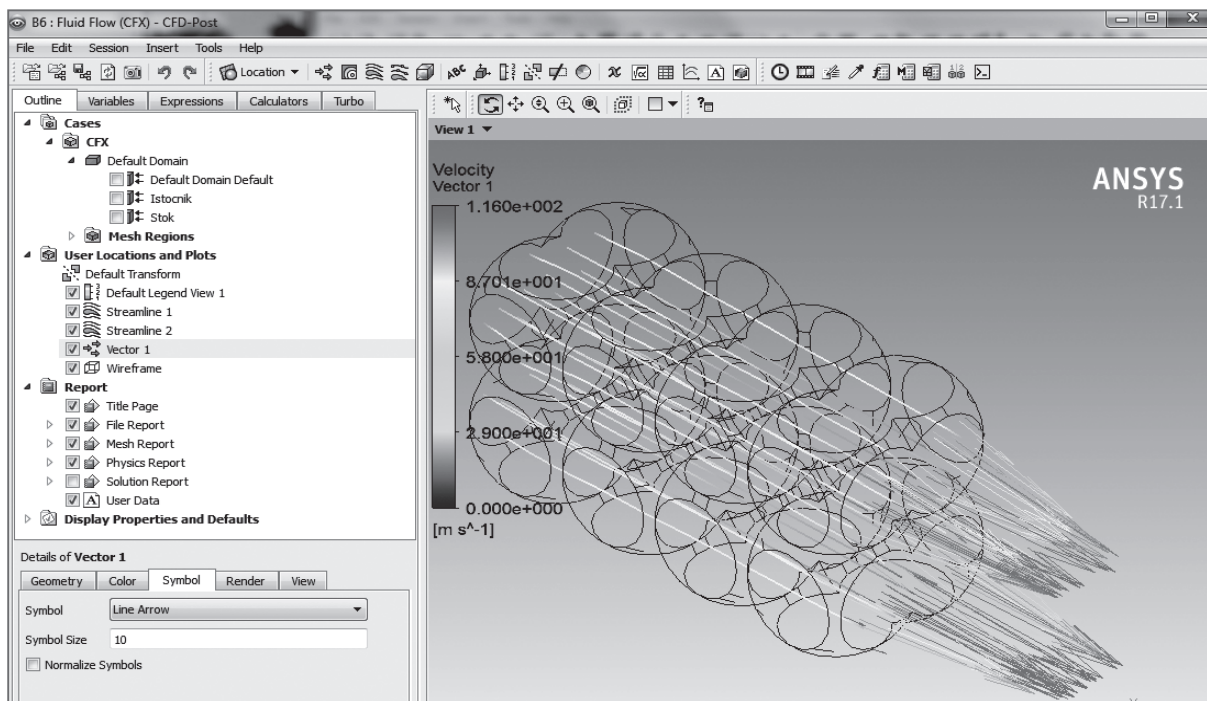 B6 : Fluid Flow (CFX) - CFD-Post
File Edit Session Insert Tools Help
Location
Outline Variables Expressions Calculators Turbo
Cases
CFX
Default Domain
Default Domain Default
Istocnik
Stok
Mesh Regions
User Locations and Plots
Default Transform
Default Legend View 1
Streamline 1
Streamline 2
Vector 1
Wireframe
Report
Title Page
File Report
Mesh Report
Physics Report
Solution Report
User Data
Display Properties and Defaults
Details of Vector 1
Geometry Color Symbol Render View
Symbol Line Arrow
Symbol Size 10
Normalize Symbols
View 1
Velocity
Vector 1
1.160e+002
8.701e+001
5.800e+001
2.900e+001
0.000e+000
[m s^-1]
ANSYS
R17.1